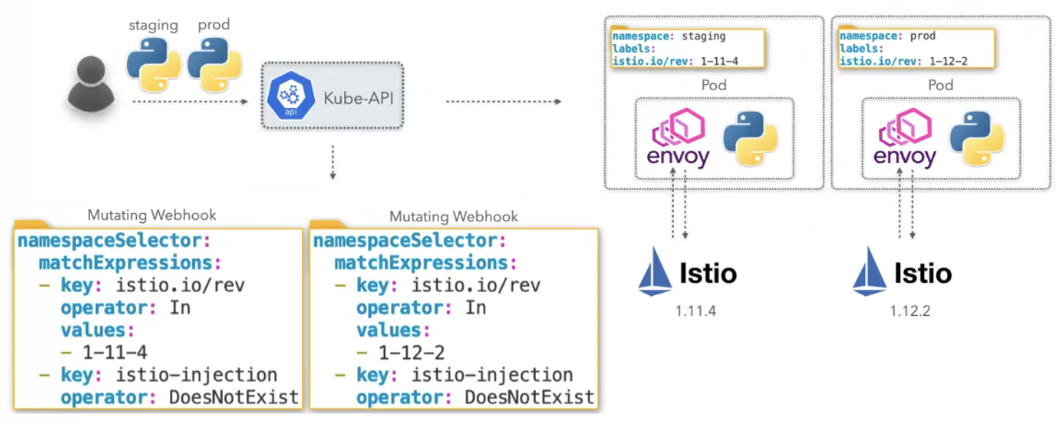 staging
prod
api
Kube-API
namespace: staging
labels:
istio.io/rev: 1-11-4
Pod
envoy
namespace: prod
labels:
istio.io/rev: 1-12-2
Pod
envoy
Mutating Webhook
namespaceSelector:
matchExpressions:
- key: istio.io/rev
operator: In
values:
- 1-11-4
- key: istio-injection
operator: DoesNotExist
Mutating Webhook
namespaceSelector:
matchExpressions:
- key: istio.io/rev
operator: In
values:
- 1-12-2
- key: istio-injection
operator: DoesNotExist
Istio
1.11.4
Istio
1.12.2